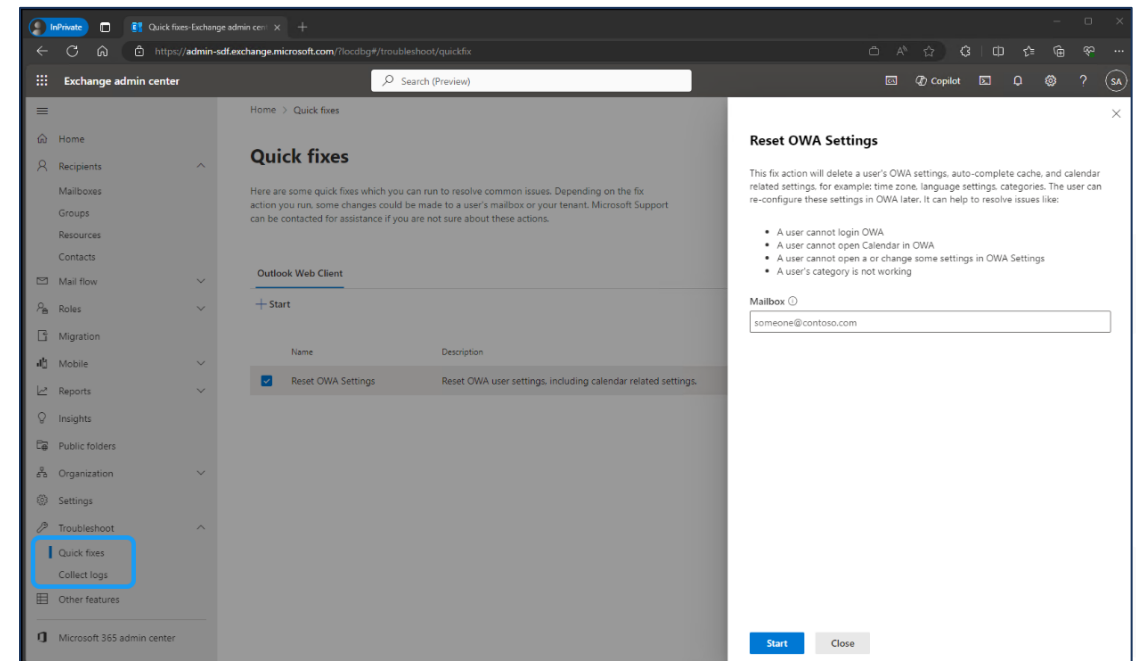 InPrivate
Quick fixes-Exchange admin cen
https://admin-sdf.exchange.microsoft.com/?locdbg#/troubleshoot/quickfix
Exchange admin center
Search (Preview)
Copilot
SA
Home > Quick fixes
Home
Recipients
Mailboxes
Groups
Resources
Contacts
Mail flow
Roles
Migration
Mobile
Reports
Insights
Public folders
Organization
Settings
Troubleshoot
Quick fixes
Collect logs
Other features
Microsoft 365 admin center
Quick fixes
Here are some quick fixes which you can run to resolve common issues. Depending on the fix
action you run, some changes could be made to a user's mailbox or your tenant. Microsoft Support
can be contacted for assistance if you are not sure about these actions.
Outlook Web Client
Start
Name Description
Reset OWA Settings Reset OWA user settings, including calendar related settings.
Reset OWA Settings
This fix action will delete a user's OWA settings, auto-complete cache, and calendar
related settings, for example: time zone, language settings, categories. The user can
re-configure these settings in OWA later. It can help to resolve issues like:
• A user cannot login OWA
• A user cannot open Calendar in OWA
• A user cannot open a or change some settings in OWA Settings
• A user's category is not working
Mailbox
someone@contoso.com
Start Close